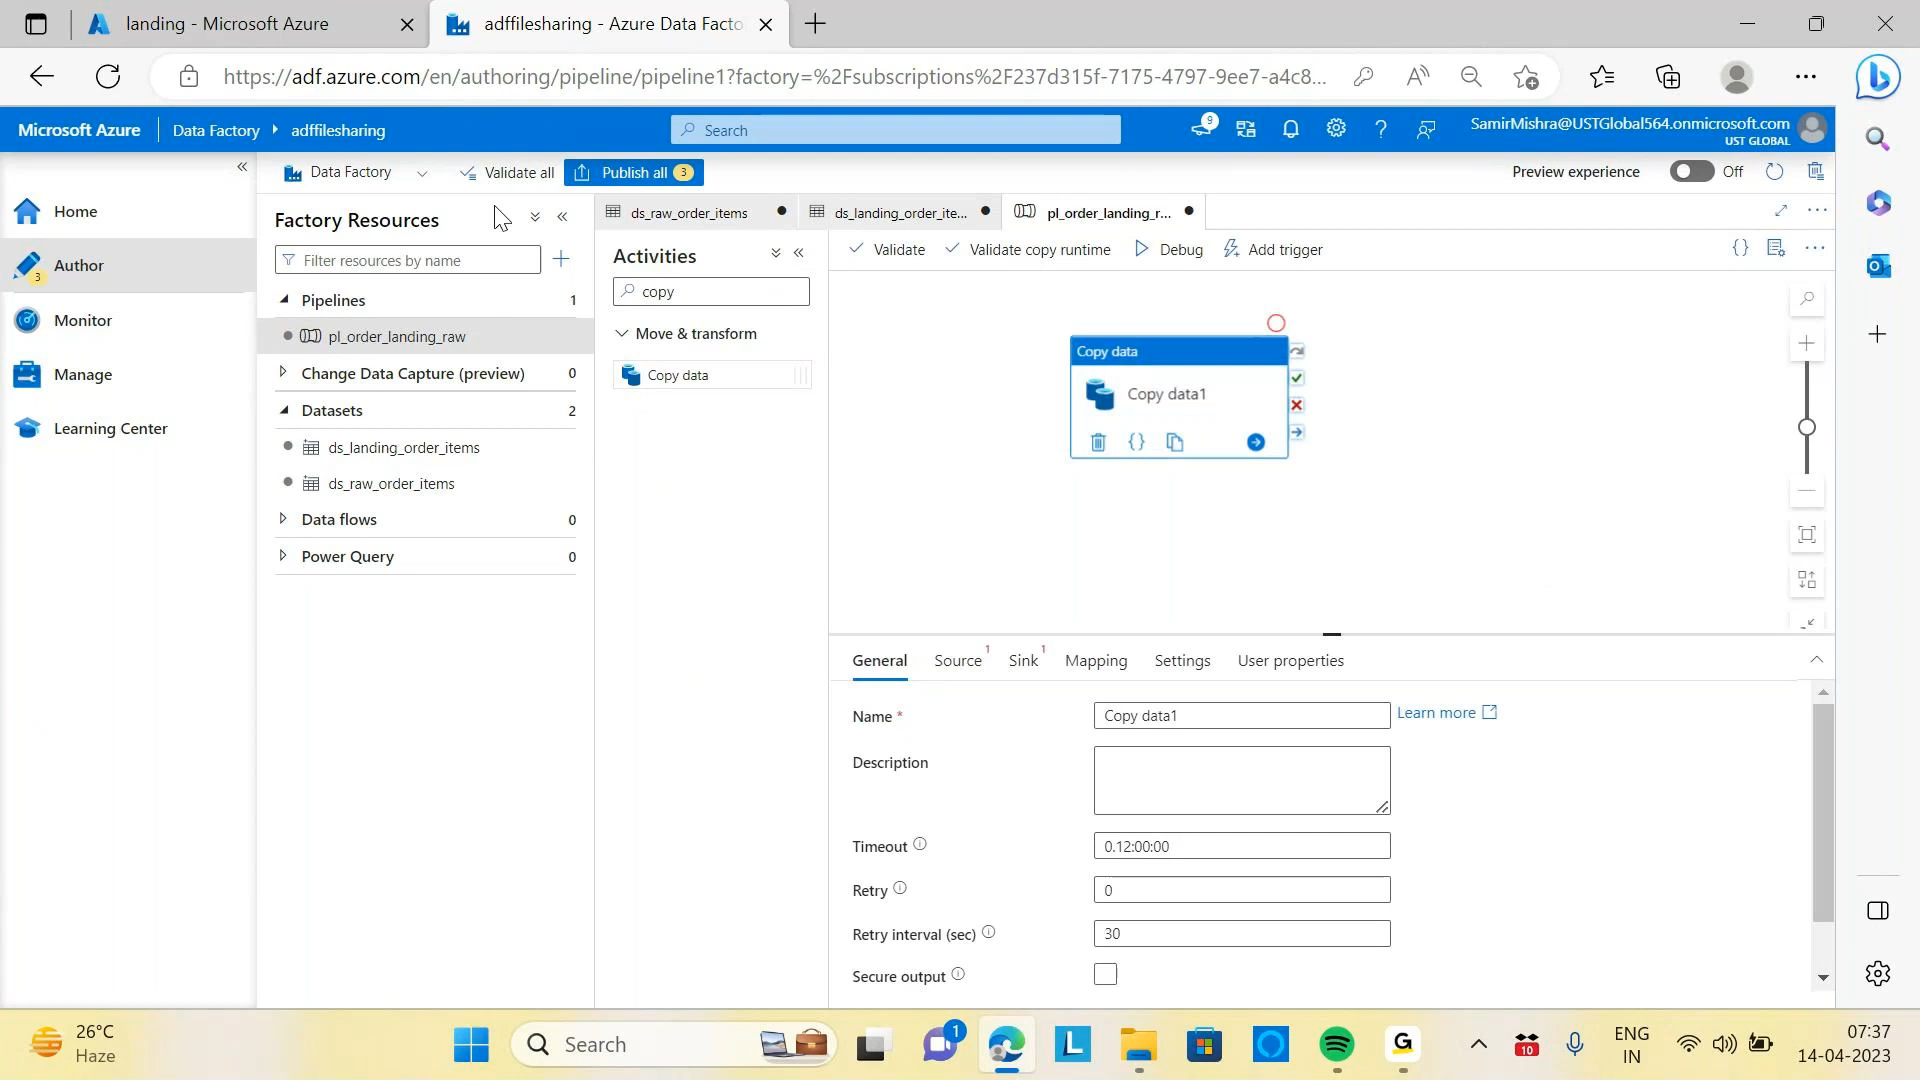 landing - Microsoft Azure
adffilesharing - Azure Data Facto
https://adf.azure.com/en/authoring/pipeline/pipeline1?factory=%2Fsubscriptions%2F237d315f-7175-4797-9ee7-a4c8...
Microsoft Azure
Data Factory
adffilesharing
Search
9
SamirMishra@USTGlobal564.onmicrosoft.com
UST GLOBAL
Data Factory
Validate all
Publish all 3
Preview experience
Off
Home
Author
3
Monitor
Manage
Learning Center
Factory Resources
Filter resources by name
Pipelines 1
pl_order_landing_raw
Change Data Capture (preview) 0
Datasets 2
ds_landing_order_items
ds_raw_order_items
Data flows 0
Power Query 0
ds_raw_order_items
ds_landing_order_ite...
pl_order_landing_r...
Activities
copy
Move & transform
Copy data
Validate
Validate copy runtime
Debug
Add trigger
Copy data
Copy data1
General
Source 1
Sink 1
Mapping
Settings
User properties
Name *
Copy data1
Learn more
Description
Timeout
0.12:00:00
Retry
0
Retry interval (sec)
30
Secure output
26°C
Haze
Search
1
L
G
10
ENG
IN
07:37
14-04-2023